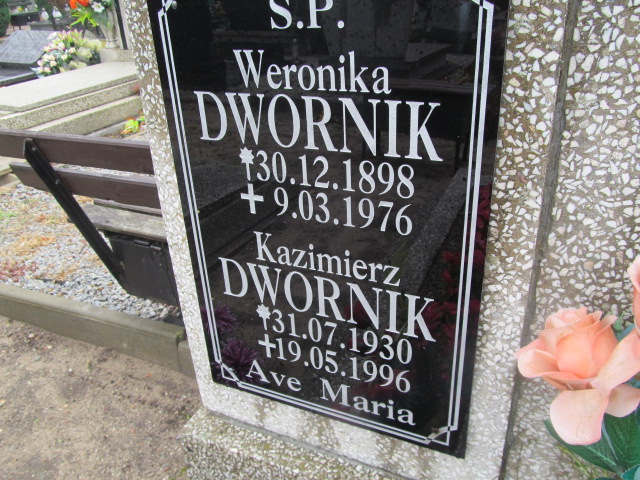 S.P.
Weronika
DWORNIK
30.12.1898
9.03.1976
Kazimierz
DWORNIK
31.07.1930
19.05.1996
Ave Maria